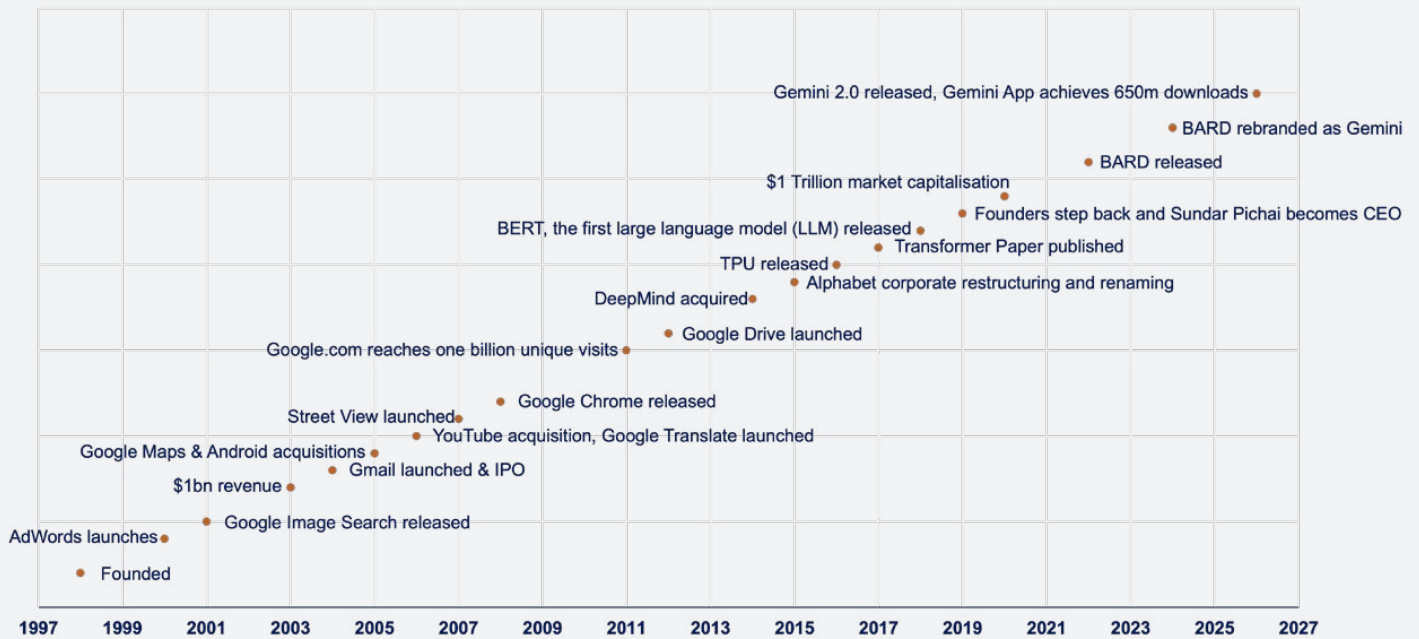 Gemini 2.0 released, Gemini App achieves 650m downloads
BARD rebranded as Gemini
BARD released
$1 Trillion market capitalisation
Founders step back and Sundar Pichai becomes CEO
BERT, the first large language model (LLM) released
Transformer Paper published
TPU released
Alphabet corporate restructuring and renaming
DeepMind acquired
Google Drive launched
Google.com reaches one billion unique visits
Google Chrome released
Street View launched
YouTube acquisition, Google Translate launched
Google Maps & Android acquisitions
Gmail launched & IPO
$1bn revenue
Google Image Search released
AdWords launches
Founded
1997 1999 2001 2003 2005 2007 2009 2011 2013 2015 2017 2019 2021 2023 2025 2027